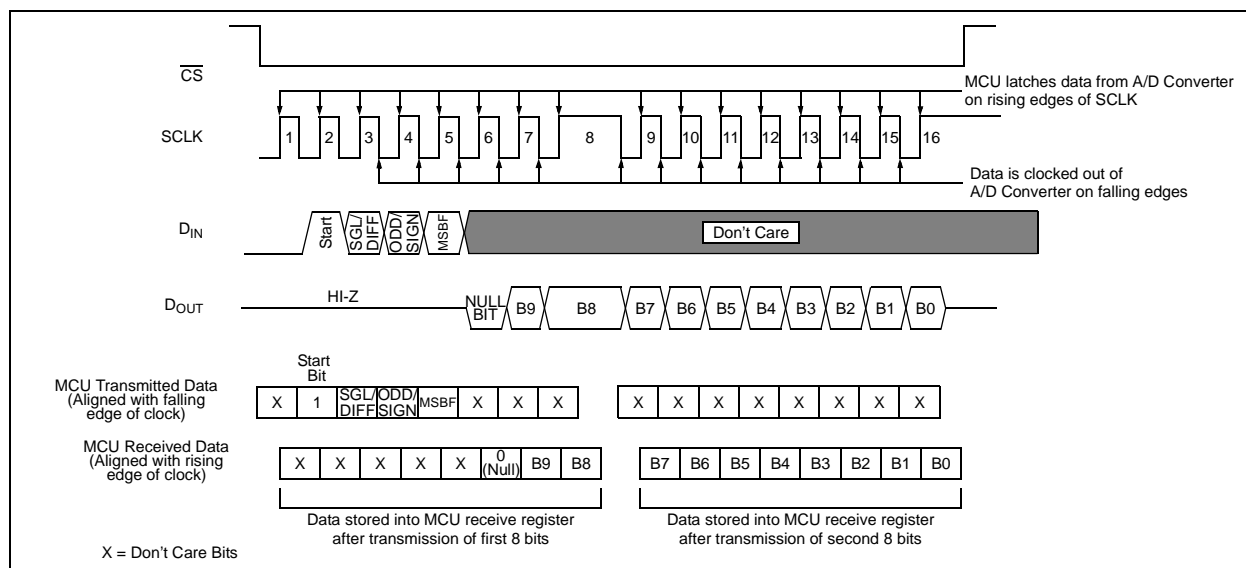 CS
MCU latches data from A/D Converter
on rising edges of SCLK
SCLK
1 2 3 4 5 6 7 8 9 10 11 12 13 14 15 16
Data is clocked out of
A/D Converter on falling edges
DIN
Start SGL/DIFF ODD/SIGN MSBF Don't Care
HI-Z
DOUT
NULL BIT B9 B8 B7 B6 B5 B4 B3 B2 B1 B0
Start
Bit
MCU Transmitted Data
(Aligned with falling
edge of clock)
X 1 SGL/DIFF ODD/SIGN MSBF X X X X X X X X X X X
MCU Received Data
(Aligned with rising
edge of clock)
X X X X X 0 (Null) B9 B8 B7 B6 B5 B4 B3 B2 B1 B0
Data stored into MCU receive register
after transmission of first 8 bits
Data stored into MCU receive register
after transmission of second 8 bits
X = Don't Care Bits